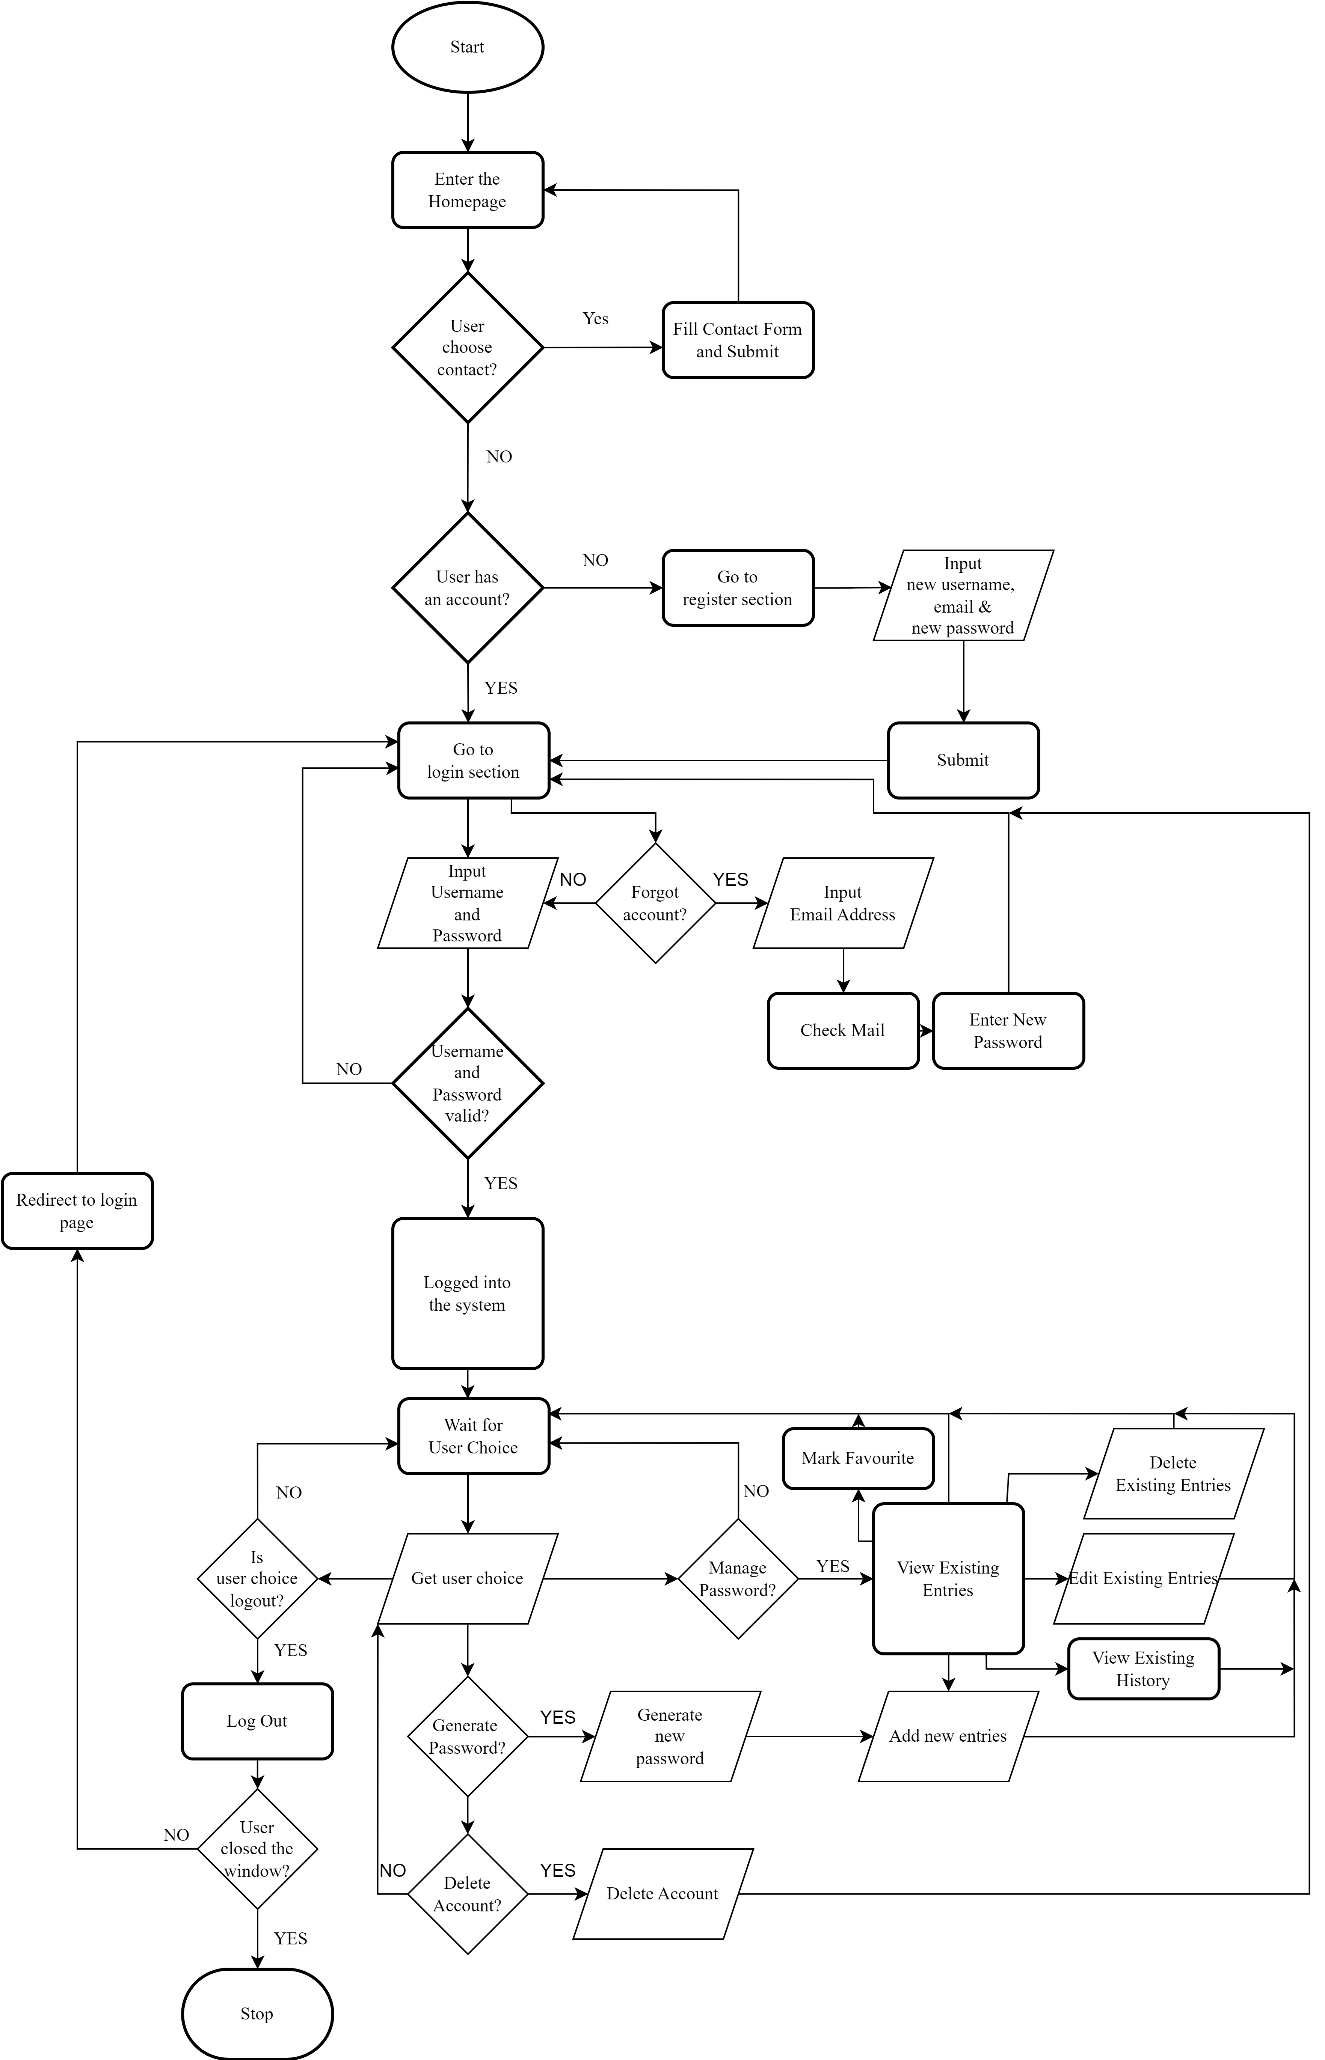 Start
Enter the
Homepage
User
choose
contact?
Yes
Fill Contact Form
and Submit
NO
User has
an account?
NO
Go to
register section
Input
new username,
email &
new password
YES
Go to
login section
Submit
Input
Username
and
Password
NO
Forgot
account?
YES
Input
Email Address
Check Mail
Enter New
Password
Username
and
Password
valid?
NO
YES
Redirect to login
page
Logged into
the system
Wait for
User Choice
Mark Favourite
Delete
Existing Entries
NO
NO
Is
user choice
logout?
Get user choice
Manage
Password?
YES
View Existing
Entries
Edit Existing Entries
YES
View Existing
History
Log Out
Generate
Password?
YES
Generate
new
password
Add new entries
User
closed the
window?
NO
NO
Delete
Account?
YES
Delete Account
YES
Stop